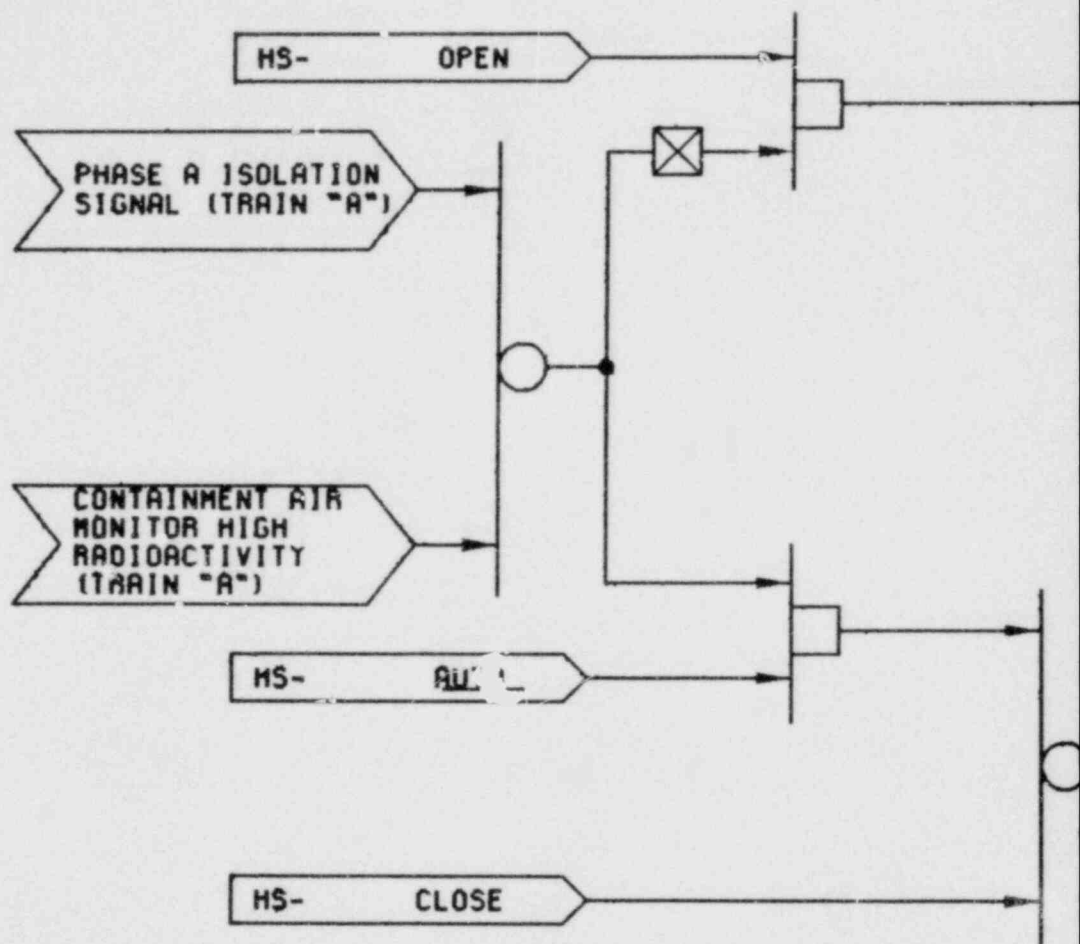 HS- OPEN
PHASE A ISOLATION
SIGNAL (TRAIN "A")
CONTAINMENT AIR
MONITOR HIGH
RADIOACTIVITY
(TRAIN "A")
HS-
HS- CLOSE